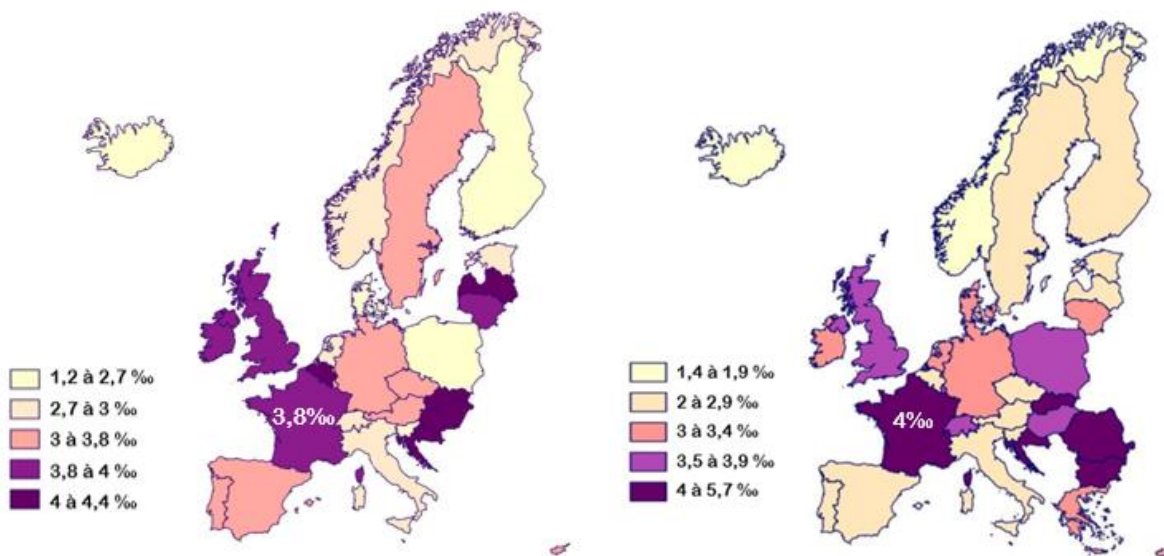 1,2 à 2,7 ‰
2,7 à 3 ‰
3 à 3,8 ‰
3,8 à 4 ‰
4 à 4,4 ‰
3,8‰
1,4 à 1,9 ‰
2 à 2,9 ‰
3 à 3,4 ‰
3,5 à 3,9 ‰
4 à 5,7 ‰
4‰